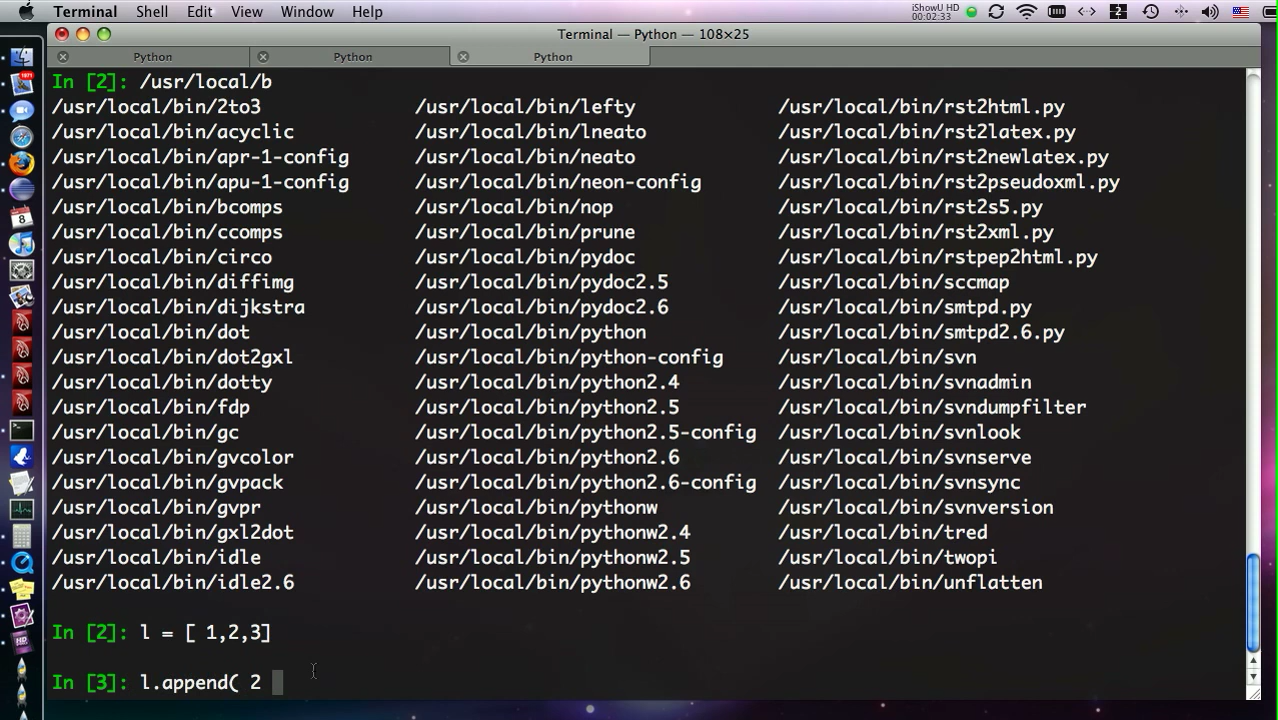 Terminal Shell Edit View Window Help
iShowU HD
00:02:33
2
Terminal — Python — 108×25
Python Python Python
In [2]: /usr/local/b
/usr/local/bin/2to3 /usr/local/bin/lefty /usr/local/bin/rst2html.py
/usr/local/bin/acyclic /usr/local/bin/lneato /usr/local/bin/rst2latex.py
/usr/local/bin/apr-1-config /usr/local/bin/neato /usr/local/bin/rst2newlatex.py
/usr/local/bin/apu-1-config /usr/local/bin/neon-config /usr/local/bin/rst2pseudoxml.py
/usr/local/bin/bcomps /usr/local/bin/nop /usr/local/bin/rst2s5.py
/usr/local/bin/ccomps /usr/local/bin/prune /usr/local/bin/rst2xml.py
/usr/local/bin/circo /usr/local/bin/pydoc /usr/local/bin/rstpep2html.py
/usr/local/bin/diffimg /usr/local/bin/pydoc2.5 /usr/local/bin/sccmap
/usr/local/bin/dijkstra /usr/local/bin/pydoc2.6 /usr/local/bin/smtpd.py
/usr/local/bin/dot /usr/local/bin/python /usr/local/bin/smtpd2.6.py
/usr/local/bin/dot2gxl /usr/local/bin/python-config /usr/local/bin/svn
/usr/local/bin/dotty /usr/local/bin/python2.4 /usr/local/bin/svnadmin
/usr/local/bin/fdp /usr/local/bin/python2.5 /usr/local/bin/svndumpfilter
/usr/local/bin/gc /usr/local/bin/python2.5-config /usr/local/bin/svnlook
/usr/local/bin/gvcolor /usr/local/bin/python2.6 /usr/local/bin/svnserve
/usr/local/bin/gvpack /usr/local/bin/python2.6-config /usr/local/bin/svnsync
/usr/local/bin/gvpr /usr/local/bin/pythonw /usr/local/bin/svnversion
/usr/local/bin/gxl2dot /usr/local/bin/pythonw2.4 /usr/local/bin/tred
/usr/local/bin/idle /usr/local/bin/pythonw2.5 /usr/local/bin/twopi
/usr/local/bin/idle2.6 /usr/local/bin/pythonw2.6 /usr/local/bin/unflatten
In [2]: l = [ 1,2,3]
In [3]: l.append( 2
8
HD